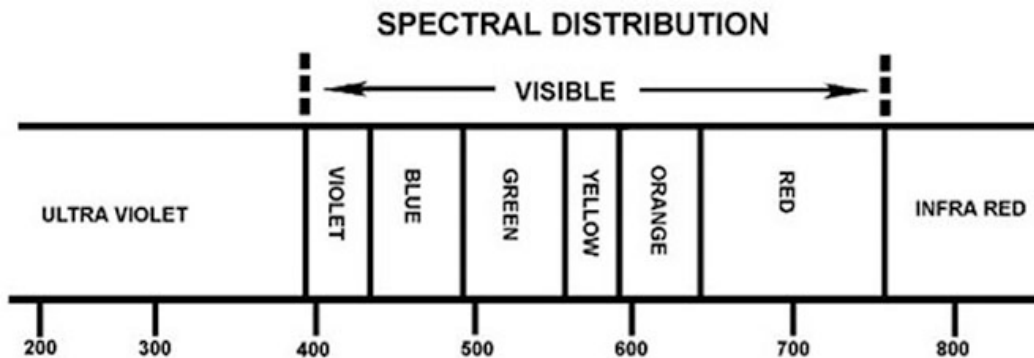 SPECTRAL DISTRIBUTION
VISIBLE
ULTRA VIOLET
VIOLET
BLUE
GREEN
YELLOW
ORANGE
RED
INFRA RED
200 300 400 500 600 700 800